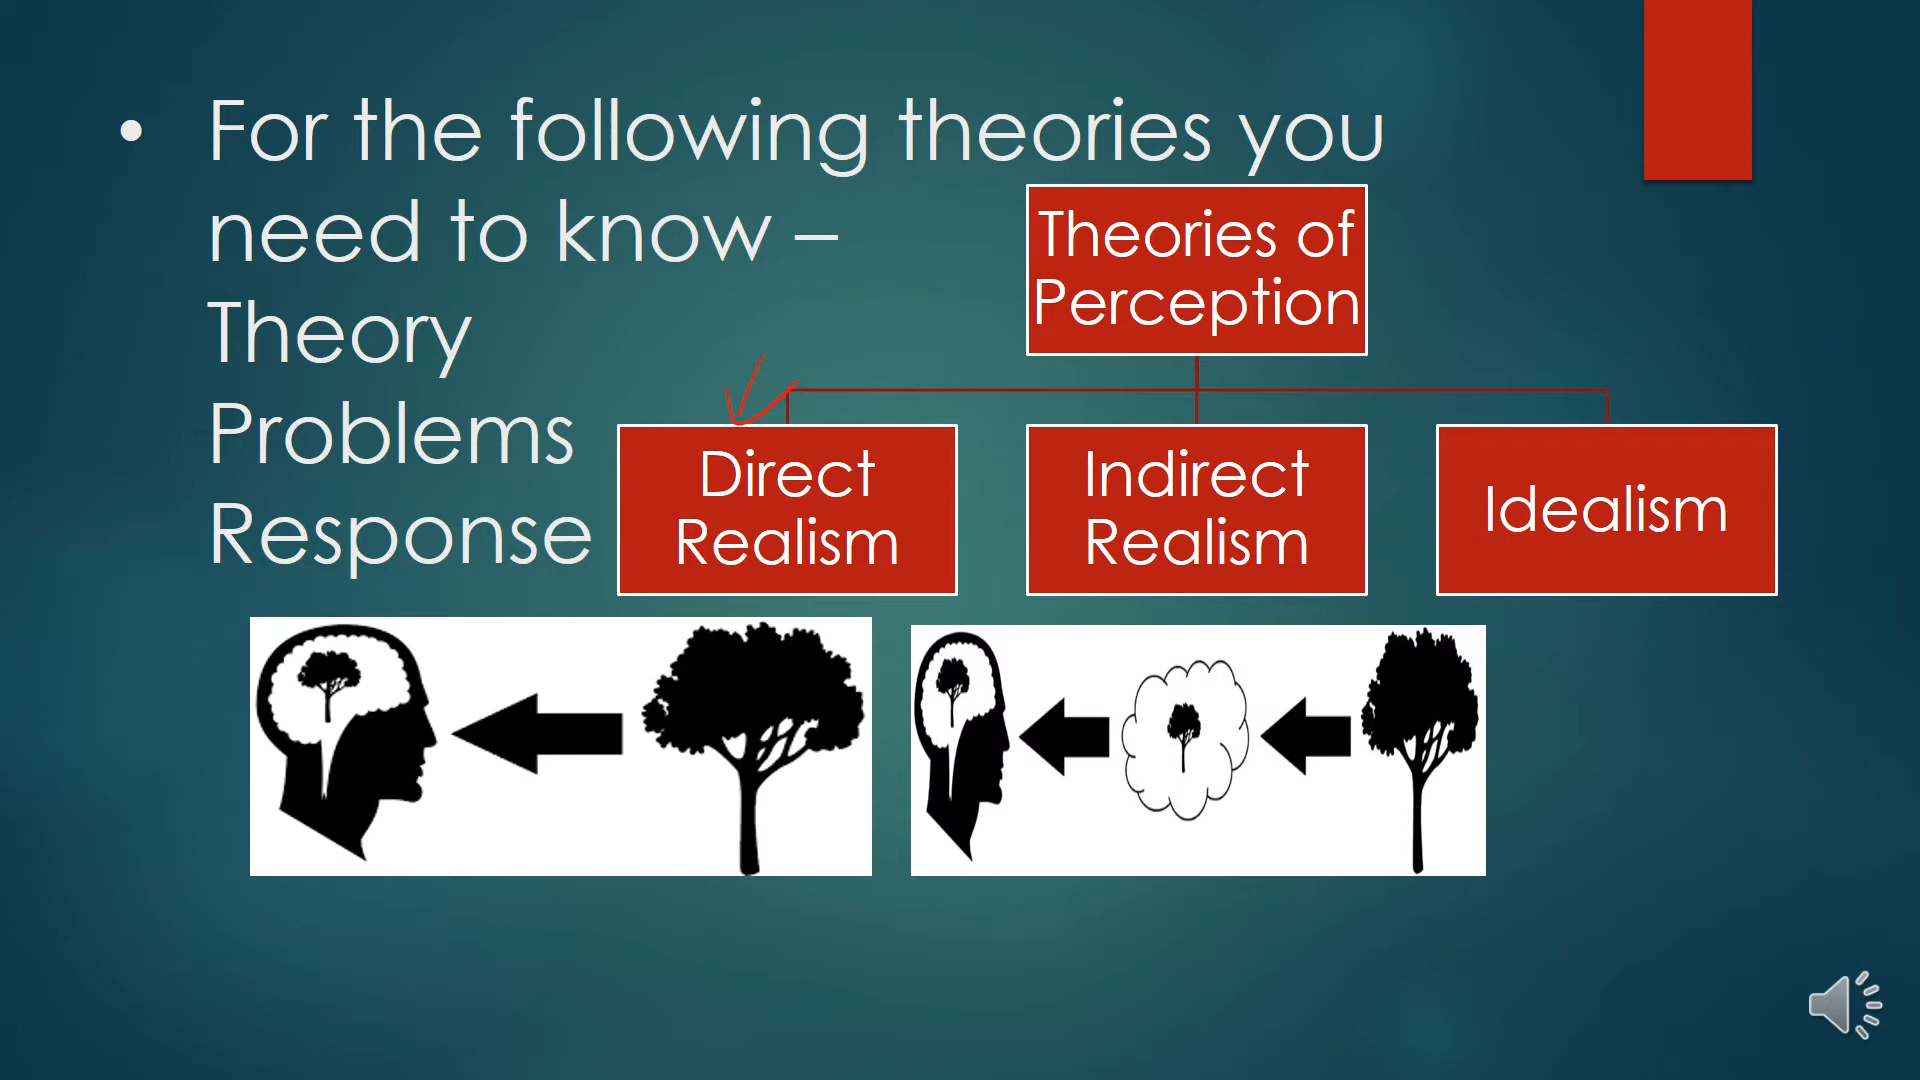 • For the following theories you
need to know –
Theory
Problems
Response
Theories of
Perception
Direct
Realism
Indirect
Realism
Idealism